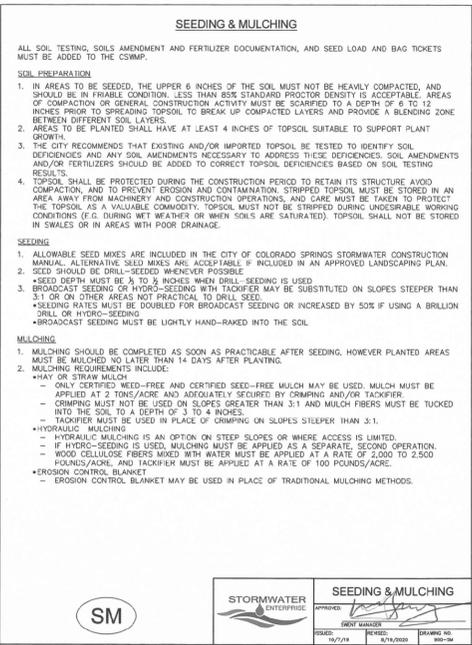 SEEDING & MULCHING
ALL SOIL TESTING, SOILS AMENDMENT AND FERTILIZER DOCUMENTATION, AND SEED LOAD AND BAG TICKETS
MUST BE ADDED TO THE CSWMP.
SOIL PREPARATION
1. IN AREAS TO BE SEEDED, THE UPPER 6 INCHES OF THE SOIL MUST NOT BE HEAVILY COMPACTED, AND
SHOULD BE IN FRIABLE CONDITION. LESS THAN 85% STANDARD PROCTOR DENSITY IS ACCEPTABLE. AREAS
OF COMPACTION OR GENERAL CONSTRUCTION ACTIVITY MUST BE SCARIFIED TO A DEPTH OF 6 TO 12
INCHES PRIOR TO SPREADING TOPSOIL TO BREAK UP COMPACTED LAYERS AND PROVIDE A BLENDING ZONE
BETWEEN DIFFERENT SOIL LAYERS.
2. AREAS TO BE PLANTED SHALL HAVE AT LEAST 4 INCHES OF TOPSOIL SUITABLE TO SUPPORT PLANT
GROWTH.
3. THE CITY RECOMMENDS THAT EXISTING AND/OR IMPORTED TOPSOIL BE TESTED TO IDENTIFY SOIL
DEFICIENCIES AND ANY SOIL AMENDMENTS NECESSARY TO ADDRESS THESE DEFICIENCIES. SOIL AMENDMENTS
AND/OR FERTILIZERS SHOULD BE ADDED TO CORRECT TOPSOIL DEFICIENCIES BASED ON SOIL TESTING
RESULTS.
4. TOPSOIL SHALL BE PROTECTED DURING THE CONSTRUCTION PERIOD TO RETAIN ITS STRUCTURE AVOID
COMPACTION, AND TO PREVENT EROSION AND CONTAMINATION. STRIPPED TOPSOIL MUST BE STORED IN
AN AREA AWAY FROM MACHINERY AND CONSTRUCTION OPERATIONS, AND CARE MUST BE TAKEN TO PROTECT
THE TOPSOIL AS A VALUABLE COMMODITY. TOPSOIL MUST NOT BE STRIPPED DURING UNDESIRABLE WORKING
CONDITIONS (E.G. DURING WET WEATHER OR WHEN SOILS ARE SATURATED). TOPSOIL SHALL NOT BE STORED
IN SWALES OR IN AREAS WITH POOR DRAINAGE.
SEEDING
1. ALLOWABLE SEED MIXES ARE INCLUDED IN THE CITY OF COLORADO SPRINGS STORMWATER CONSTRUCTION
MANUAL. ALTERNATIVE SEED MIXES ARE ACCEPTABLE IF INCLUDED IN AN APPROVED LANDSCAPING PLAN.
2. SEED SHOULD BE DRILL-SEEDED WHENEVER POSSIBLE
•SEED DEPTH MUST BE TO INCHES WHEN DRILL-SEEDING IS USED
3. BROADCAST SEEDING OR HYDRO-SEEDING WITH TACKIFIER MAY BE SUBSTITUTED ON SLOPES STEEPER THAN
3:1 OR ON OTHER AREAS NOT PRACTICAL TO DRILL SEED.
•SEEDING RATES MUST BE DOUBLED FOR BROADCAST SEEDING OR INCREASED BY 50% IF USING A BRILLION
DRILL OR HYDRO-SEEDING
•BROADCAST SEEDING MUST BE LIGHTLY HAND-RAKED INTO THE SOIL
MULCHING
1. MULCHING SHOULD BE COMPLETED AS SOON AS PRACTICABLE AFTER SEEDING, HOWEVER PLANTED AREAS
MUST BE MULCHED NO LATER THAN 14 DAYS AFTER PLANTING.
2. MULCHING REQUIREMENTS INCLUDE:
•HAY OR STRAW MULCH
– ONLY CERTIFIED WEED-FREE AND CERTIFIED SEED-FREE MULCH MAY BE USED. MULCH MUST BE
APPLIED AT 2 TONS/ACRE AND ADEQUATELY SECURED BY CRIMPING AND/OR TACKIFIER.
– CRIMPING MUST NOT BE USED ON SLOPES GREATER THAN 3:1 AND MULCH FIBERS MUST BE TUCKED
INTO THE SOIL TO A DEPTH OF 3 TO 4 INCHES.
– TACKIFIER MUST BE USED IN PLACE OF CRIMPING ON SLOPES STEEPER THAN 3:1.
•HYDRAULIC MULCHING
– HYDRAULIC MULCHING IS AN OPTION ON STEEP SLOPES OR WHERE ACCESS IS LIMITED.
– IF HYDRO-SEEDING IS USED, MULCHING MUST BE APPLIED AS A SEPARATE, SECOND OPERATION.
– WOOD CELLULOSE FIBERS MIXED WITH WATER MUST BE APPLIED AT A RATE OF 2,000 TO 2,500
POUNDS/ACRE, AND TACKIFIER MUST BE APPLIED AT A RATE OF 100 POUNDS/ACRE.
•EROSION CONTROL BLANKET
– EROSION CONTROL BLANKET MAY BE USED IN PLACE OF TRADITIONAL MULCHING METHODS.
SM
STORMWATER
ENTERPRISE
SEEDING & MULCHING
APPROVED:
SWENT MANAGER
ISSUED: REVISED: DRAWING NO.
10/7/19 8/19/2020 900-SM